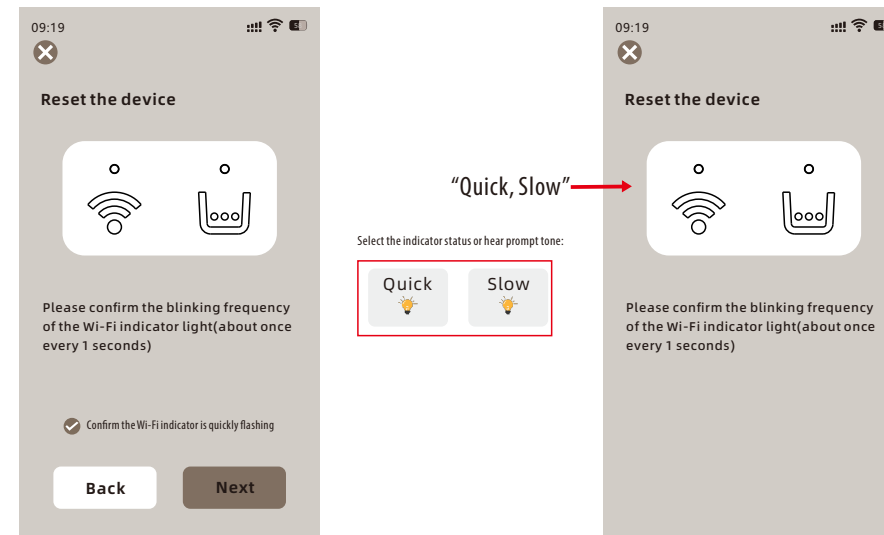 09:19
Reset the device
Please confirm the blinking frequency
of the Wi-Fi indicator light(about once
every 1 seconds)
Confirm the Wi-Fi indicator is quickly flashing
Back
Next
“Quick, Slow”
Select the indicator status or hear prompt tone:
Quick
Slow
09:19
Reset the device
Please confirm the blinking frequency
of the Wi-Fi indicator light(about once
every 1 seconds)